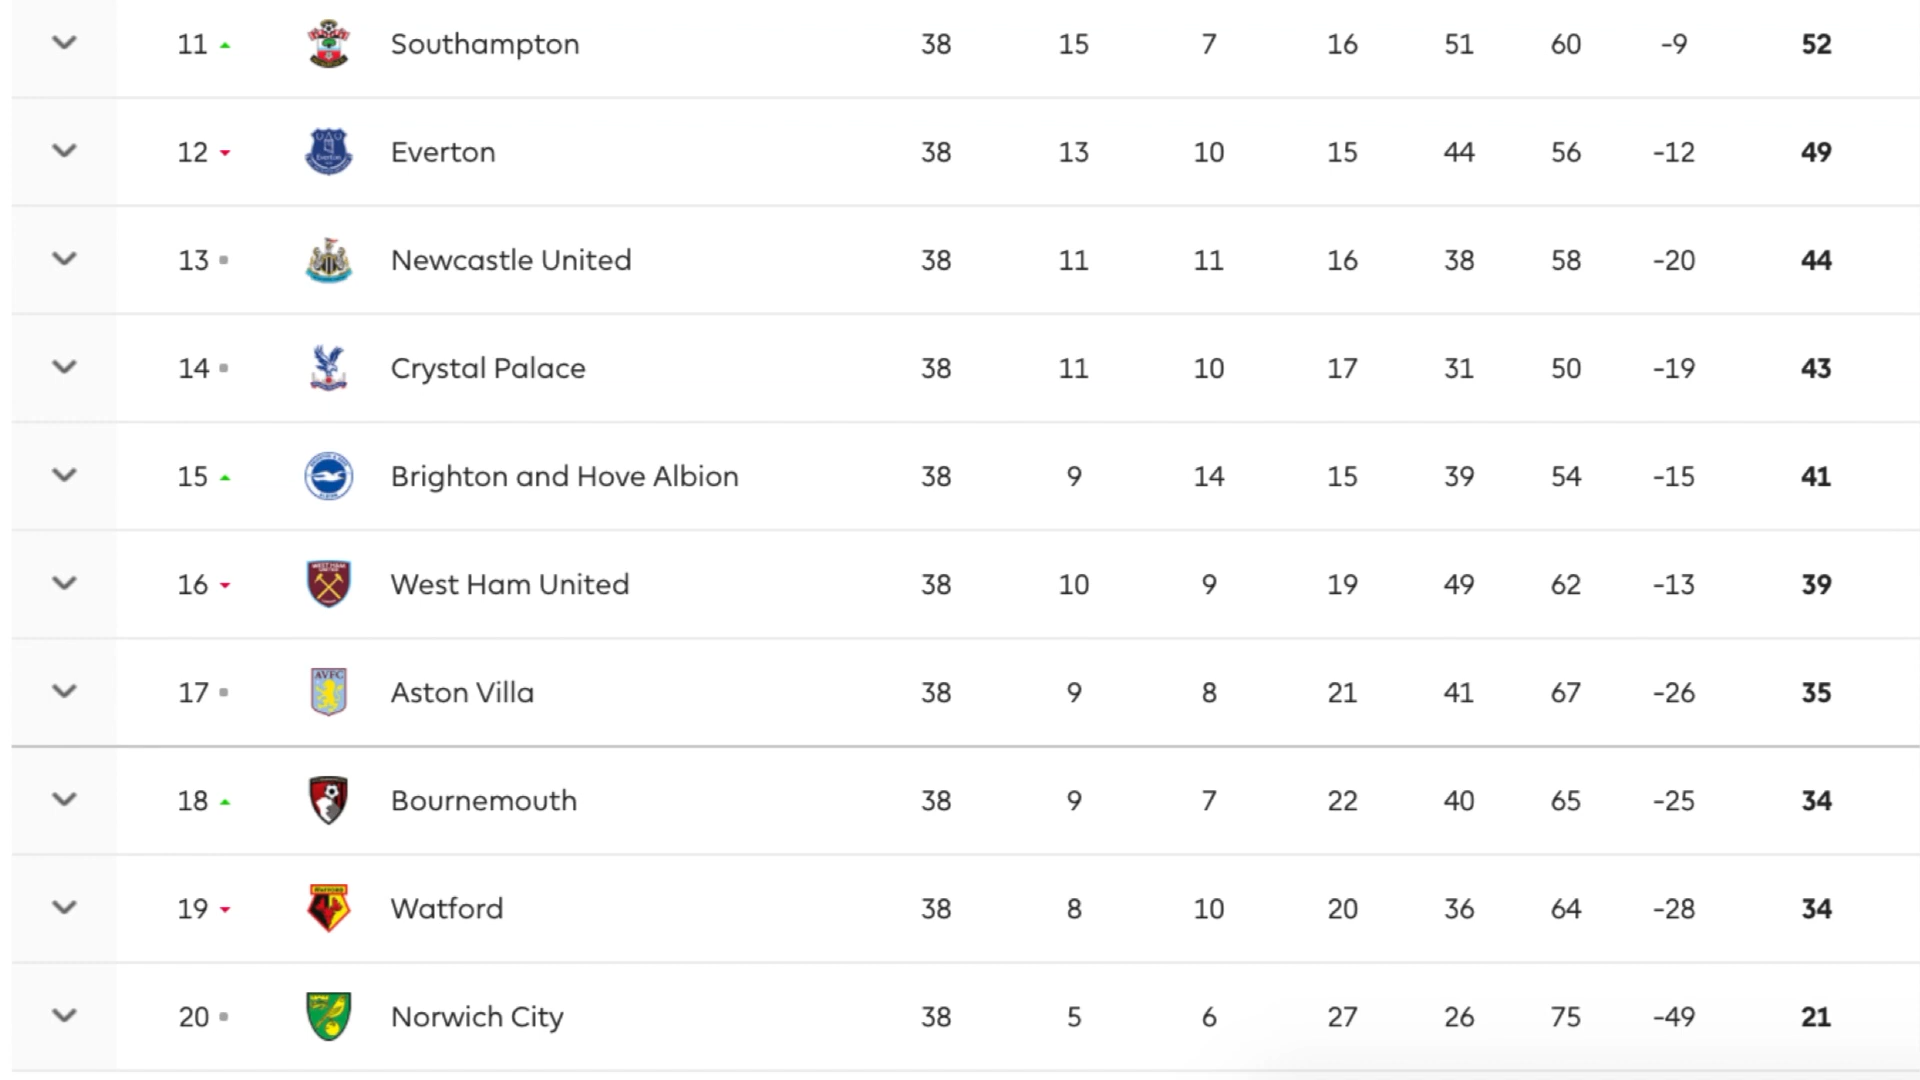 11 Southampton 38 15 7 16 51 60 -9 52
12 Everton 38 13 10 15 44 56 -12 49
13 Newcastle United 38 11 11 16 38 58 -20 44
14 Crystal Palace 38 11 10 17 31 50 -19 43
15 Brighton and Hove Albion 38 9 14 15 39 54 -15 41
16 West Ham United 38 10 9 19 49 62 -13 39
17 AVFC Aston Villa 38 9 8 21 41 67 -26 35
18 Bournemouth 38 9 7 22 40 65 -25 34
19 Watford 38 8 10 20 36 64 -28 34
20 Norwich City 38 5 6 27 26 75 -49 21